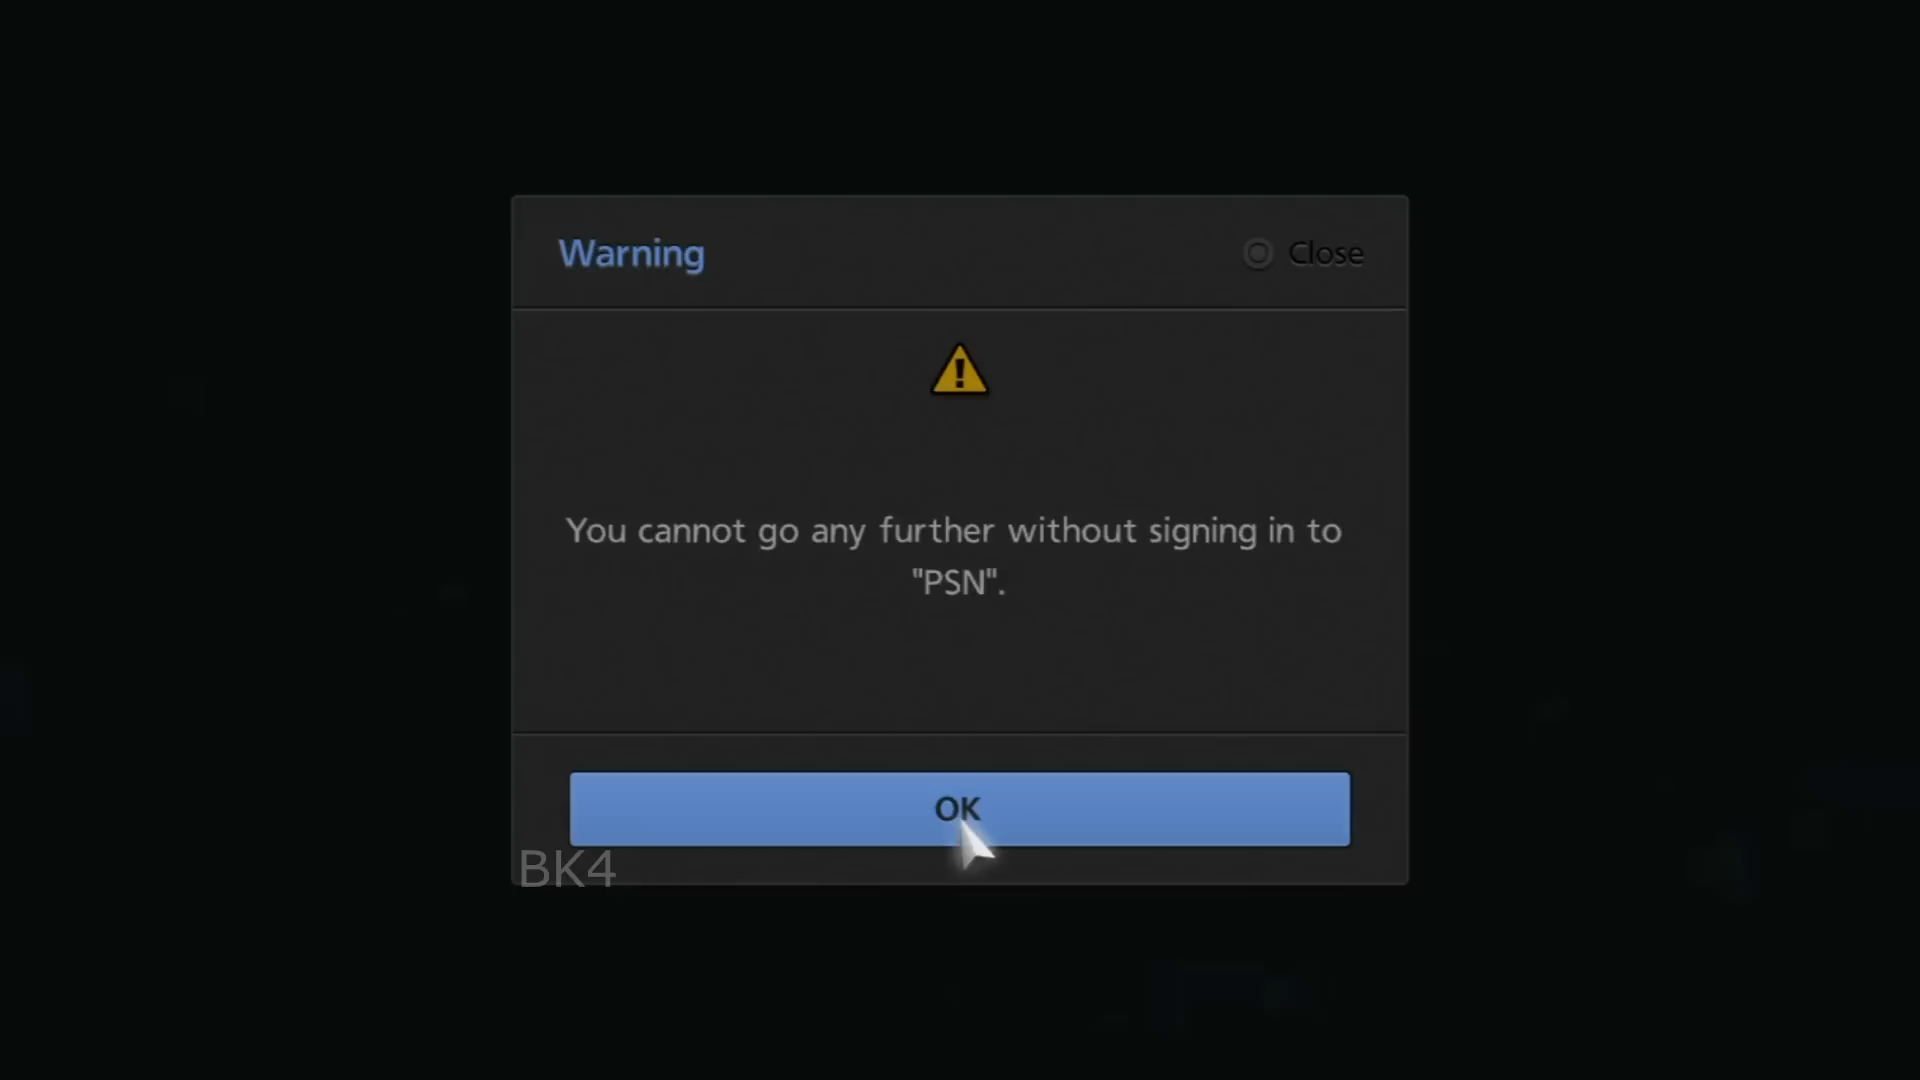 Warning
Close
You cannot go any further without signing in to
"PSN".
OK
BK4